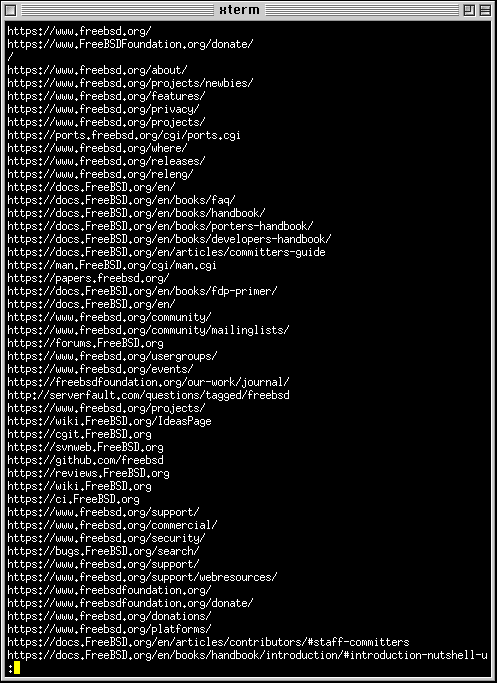 xterm
https://www.freebsd.org/
https://www.FreeBSDFoundation.org/donate/
/
https://www.freebsd.org/about/
https://www.freebsd.org/projects/newbies/
https://www.freebsd.org/features/
https://www.freebsd.org/privacy/
https://www.freebsd.org/projects/
https://ports.freebsd.org/cgi/ports.cgi
https://www.freebsd.org/where/
https://www.freebsd.org/releases/
https://www.freebsd.org/releng/
https://docs.FreeBSD.org/en/
https://docs.FreeBSD.org/en/books/faq/
https://docs.FreeBSD.org/en/books/handbook/
https://docs.FreeBSD.org/en/books/porters-handbook/
https://docs.FreeBSD.org/en/books/developers-handbook/
https://docs.FreeBSD.org/en/articles/committers-guide
https://man.FreeBSD.org/cgi/man.cgi
https://papers.freebsd.org/
https://docs.FreeBSD.org/en/books/fdp-primer/
https://docs.FreeBSD.org/en/
https://www.freebsd.org/community/
https://www.freebsd.org/community/mailinglists/
https://forums.FreeBSD.org
https://www.freebsd.org/usergroups/
https://www.freebsd.org/events/
https://freebsdfoundation.org/our-work/journal/
http://serverfault.com/questions/tagged/freebsd
https://www.freebsd.org/projects/
https://wiki.FreeBSD.org/IdeasPage
https://cgit.FreeBSD.org
https://svnweb.FreeBSD.org
https://github.com/freebsd
https://reviews.FreeBSD.org
https://wiki.FreeBSD.org
https://ci.FreeBSD.org
https://www.freebsd.org/support/
https://www.freebsd.org/commercial/
https://www.freebsd.org/security/
https://bugs.FreeBSD.org/search/
https://www.freebsd.org/support/
https://www.freebsd.org/support/webresources/
https://www.freebsdfoundation.org/
https://www.freebsdfoundation.org/donate/
https://www.freebsd.org/donations/
https://www.freebsd.org/platforms/
https://docs.FreeBSD.org/en/articles/contributors/#staff-committers
https://docs.FreeBSD.org/en/books/handbook/introduction/#introduction-nutshell-u
: